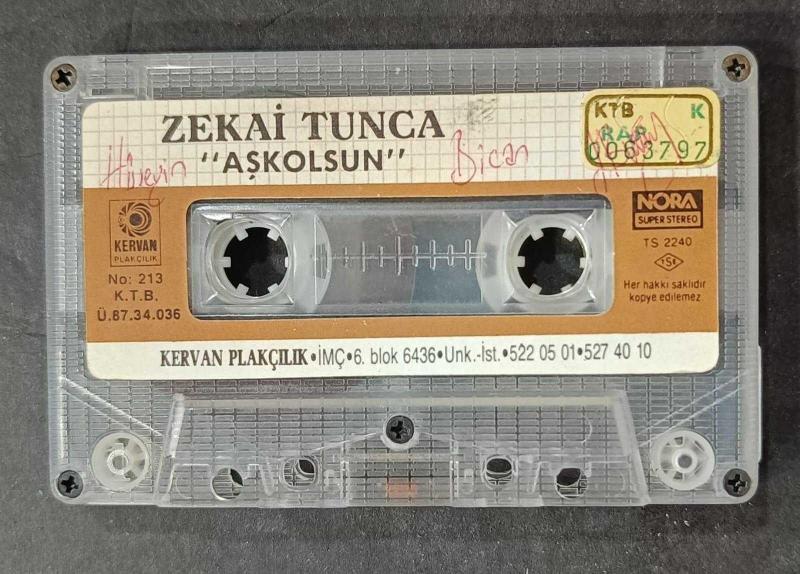 ZEKAİ TUNCA
"AŞKOLSUN"
Hüseyin
Bican
KTB K
RAP
0063797
KERVAN
PLAKÇILIK
No: 213
K.T.B.
Ü.87.34.036
NORA
SUPER STEREO
TS 2240
TSE
Her hakkı saklıdır
kopye edilemez
KERVAN PLAKÇILIK•İMÇ•6. blok 6436•Unk.-İst.•522 05 01•527 40 10